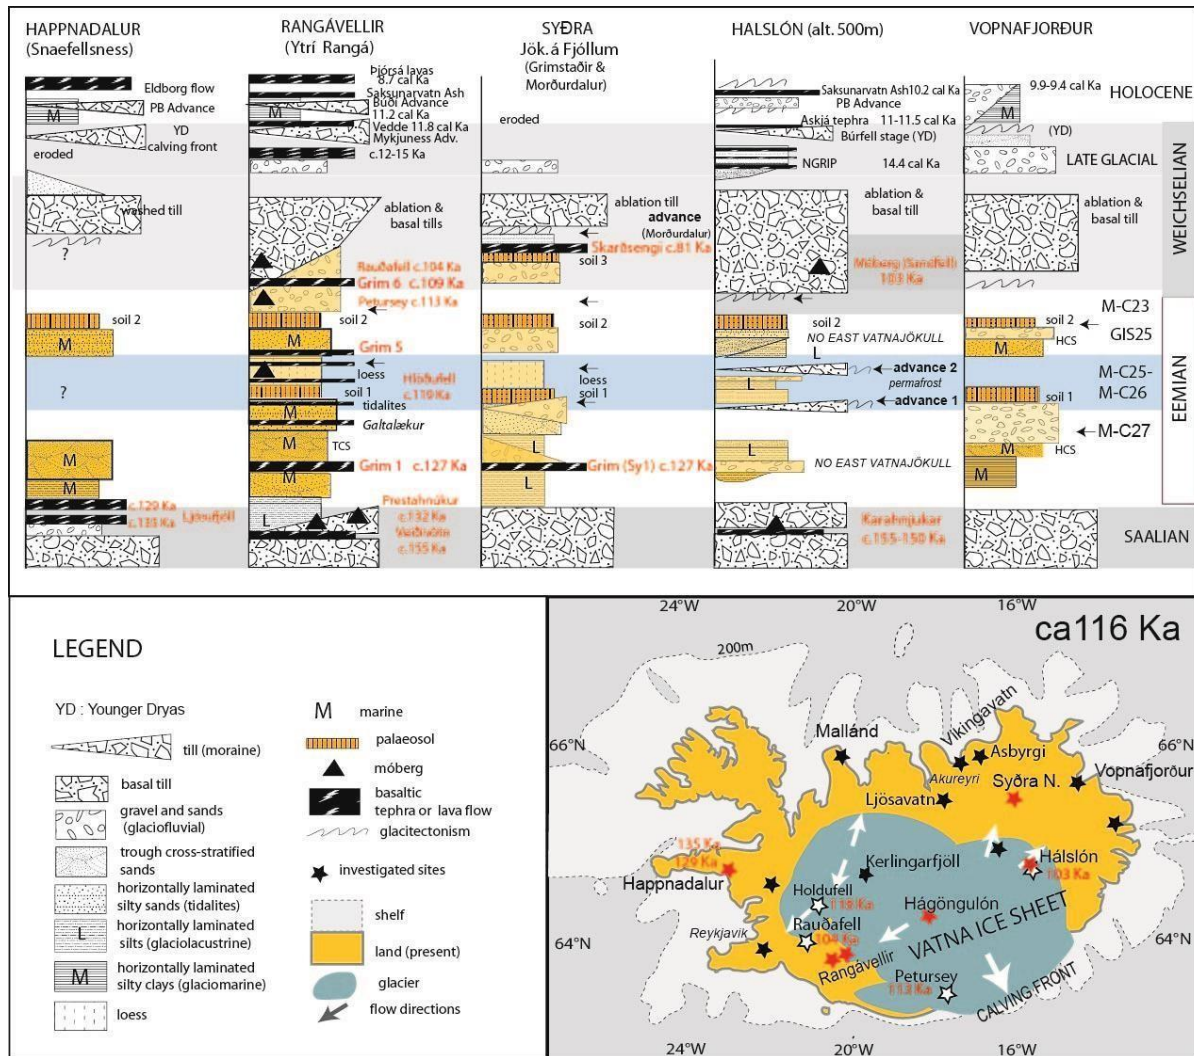 HAPPNADALUR
(Snaefellsness)
Eldborg flow
M
PB Advance
YD
calving front
eroded
washed till
?
M
?
M
M
c.129 Ka
c.135 Ka
Ljósufjöll
RANGÁVELLIR
(Ytrí Rangá)
Þjórsá lavas
8.7 cal Ka
Saksunarvatn Ash
M
Buði Advance
11.2 cal Ka
Vedde 11.8 cal Ka
Mykjuness Adv.
c.12-15 Ka
ablation &
basal tills
Rauðafell c.104 Ka
Grim 6 c.109 Ka
Petursey c.113 Ka
soil 2
M
Grim 5
loess
c.119 Ka
soil 1
tidalites
M
Galtalækur
M
TCS
Grim 1 c.127 Ka
M
Prestahnúkur
c.132 Ka
L
c.155 Ka
SYÐRA
Jök. á Fjöllum
(Grimstaðir &
Morðurdalur)
eroded
ablation till
advance
(Morðurdalur)
Skarðsengi c.81 Ka
soil 3
soil 2
loess
soil 1
L
Grim (Sy1) c.127 Ka
L
HALSLÓN (alt. 500m)
Saksunarvatn Ash10.2 cal Ka
PB Advance
Askjá tephra 11-11.5 cal Ka
Búrfell stage (YD)
NGRIP 14.4 cal Ka
ablation &
basal till
Móberg (Sandfell)
103 Ka
soil 2
NO EAST VATNAJÖKULL
L
advance 2
permafrost
L
advance 1
L
NO EAST VATNAJÖKULL
Karahnjukar
c.155-150 Ka
VOPNAFJORÐUR
9.9-9.4 cal Ka
M
(YD)
ablation &
basal till
M-C23
soil 2
GIS25
HCS
M
M-C25-
M-C26
soil 1
M-C27
M
HCS
M
HOLOCENE
LATE GLACIAL
WEICHSELIAN
EEMIAN
SAALIAN
LEGEND
YD : Younger Dryas
till (moraine)
basal till
gravel and sands
(glaciofluvial)
trough cross-stratified
sands
horizontally laminated
silty sands (tidalites)
L
horizontally laminated
silts (glaciolacustrine)
M
horizontally laminated
silty clays (glaciomarine)
loess
M
marine
palaeosol
móberg
basaltic
tephra or lava flow
glacitectonism
investigated sites
shelf
land (present)
glacier
flow directions
24°W
20°W
16°W
ca116 Ka
200m
66°N
66°N
Malländ
Víkingavatn
Asbyrgi
Akureyri
Syðra N.
Vopnafjorður
Ljösavatn
135 Ka
129 Ka
Happnadalur
Kerlingarfjöll
Hálslón
103 Ka
Holdufell
119 Ka
Hágöngulón
Rauðafell
104 Ka
Reykjavik
64°N
64°N
VATNA ICE SHEET
Rangávellir
Petursey
113 Ka
CALVING FRONT
24°W
20°W
16°W